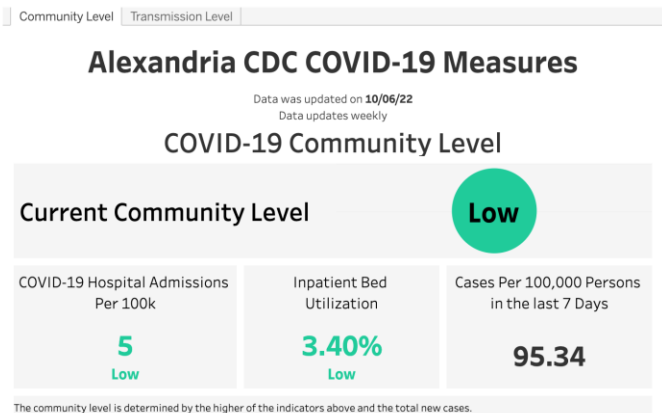 Community Level Transmission Level
Alexandria CDC COVID-19 Measures
Data was updated on 10/06/22
Data updates weekly
COVID-19 Community Level
Current Community Level Low
COVID-19 Hospital Admissions
Per 100k
5
Low
Inpatient Bed
Utilization
3.40%
Low
Cases Per 100,000 Persons
in the last 7 Days
95.34
The community level is determined by the higher of the indicators above and the total new cases.